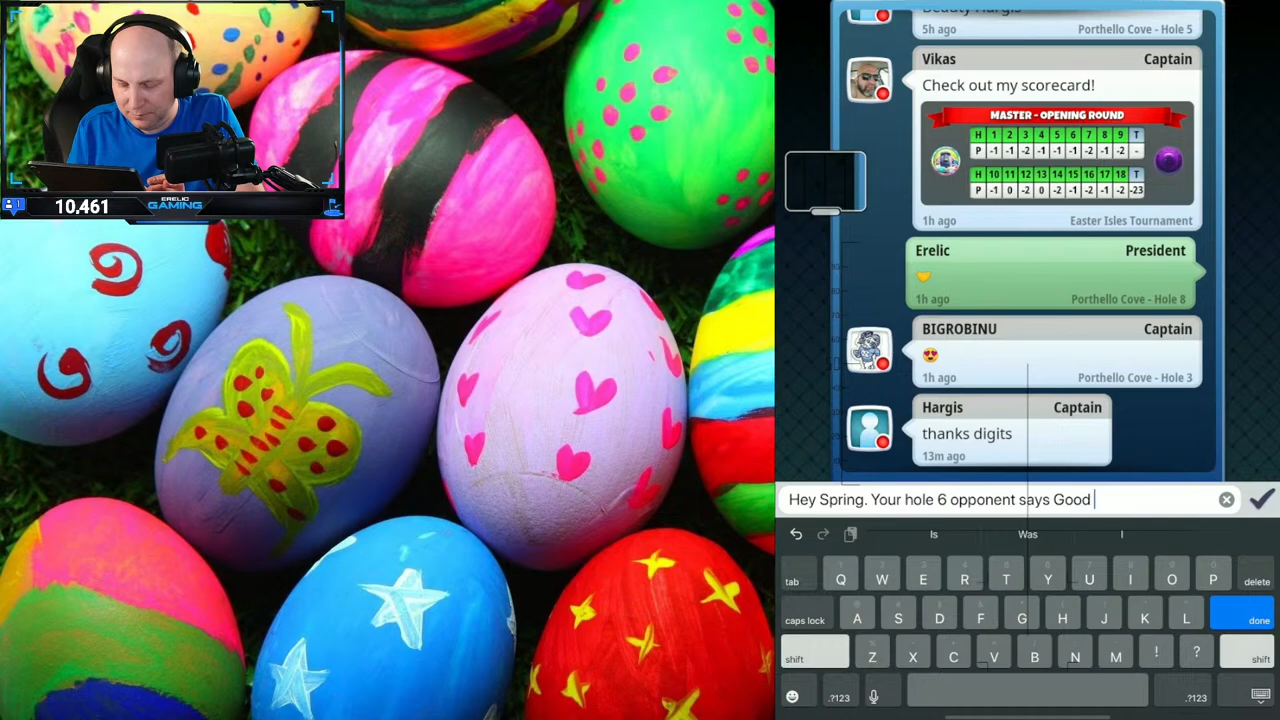 10,461
ERELIC
GAMING
5h ago
Porthello Cove - Hole 5
Vikas
Captain
Check out my scorecard!
MASTER - OPENING ROUND
H 1 2 3 4 5 6 7 8 9 T
P -1 -1 -2 -1 -2 -1 -2 -1 -2 -
H 10 11 12 13 14 15 16 17 18 T
P -1 0 -2 0 -2 -1 -2 -1 -2 -23
1h ago
Easter Isles Tournament
Erelic
President
1h ago
Porthello Cove - Hole 8
BIGROBINU
Captain
1h ago
Porthello Cove - Hole 3
Hargis
Captain
thanks digits
13m ago
Hey Spring. Your hole 6 opponent says Good
Is Was I
tab Q W E R T Y U I O P delete
caps lock A S D F G H J K L done
shift Z X C V B N M ! ? shift
.?123 .?123